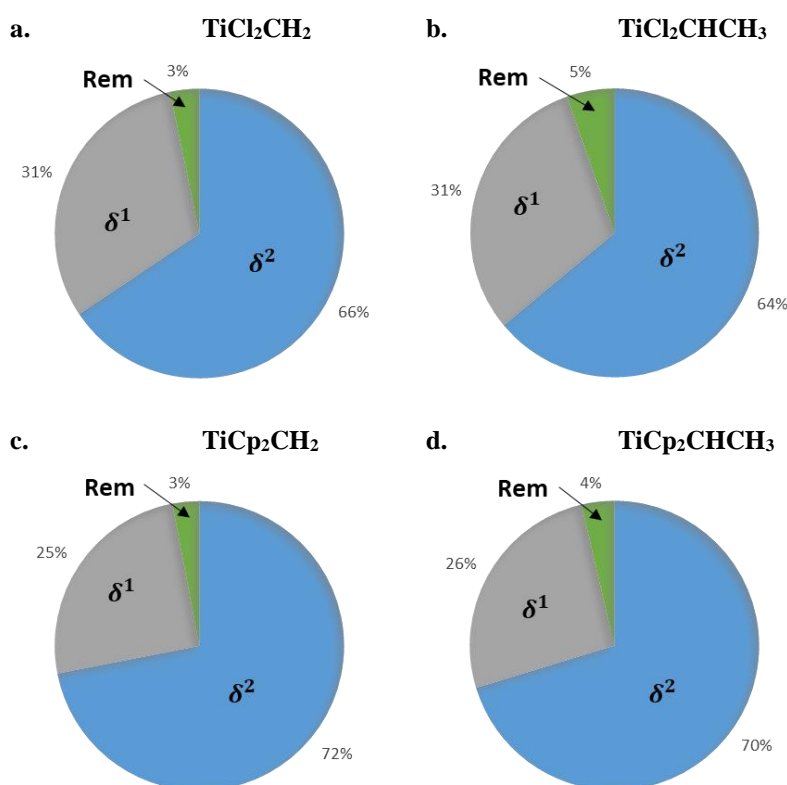 a. TiCl₂CH₂
Rem 3%
31%
δ¹
δ²
66%
b. TiCl₂CHCH₃
Rem 5%
31%
δ¹
δ²
64%
c. TiCp₂CH₂
Rem 3%
25%
δ¹
δ²
72%
d. TiCp₂CHCH₃
Rem 4%
26%
δ¹
δ²
70%